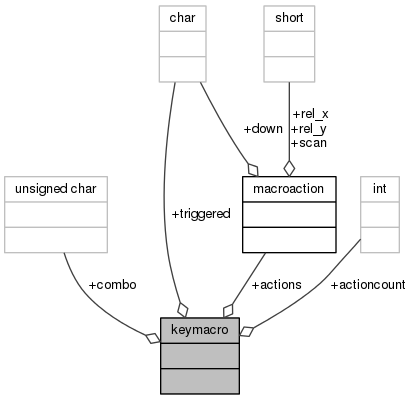 char
short
+rel_x
+rel_y
+scan
+down
unsigned char
macroaction
int
+triggered
+combo
+actions
+actioncount
keymacro